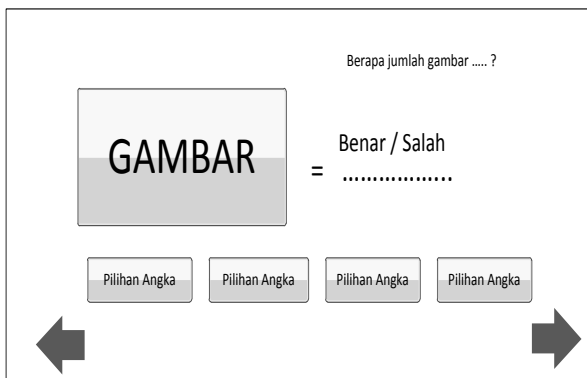 Berapa jumlah gambar ..... ?
GAMBAR
Benar / Salah
= ..................
Pilihan Angka
Pilihan Angka
Pilihan Angka
Pilihan Angka